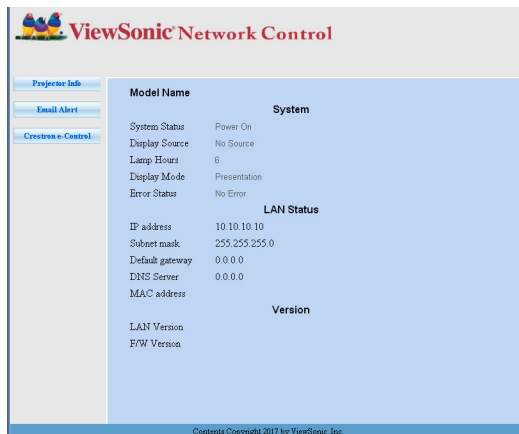 ViewSonic® Network Control
Projector Info
Email Alert
Crestron e-Control
Model Name
System
System Status Power On
Display Source No Source
Lamp Hours 6
Display Mode Presentation
Error Status No Error
LAN Status
IP address 10.10.10.10
Subnet mask 255.255.255.0
Default gateway 0.0.0.0
DNS Server 0.0.0.0
MAC address
Version
LAN Version
F/W Version
Contents Copyright 2017 by ViewSonic, Inc.